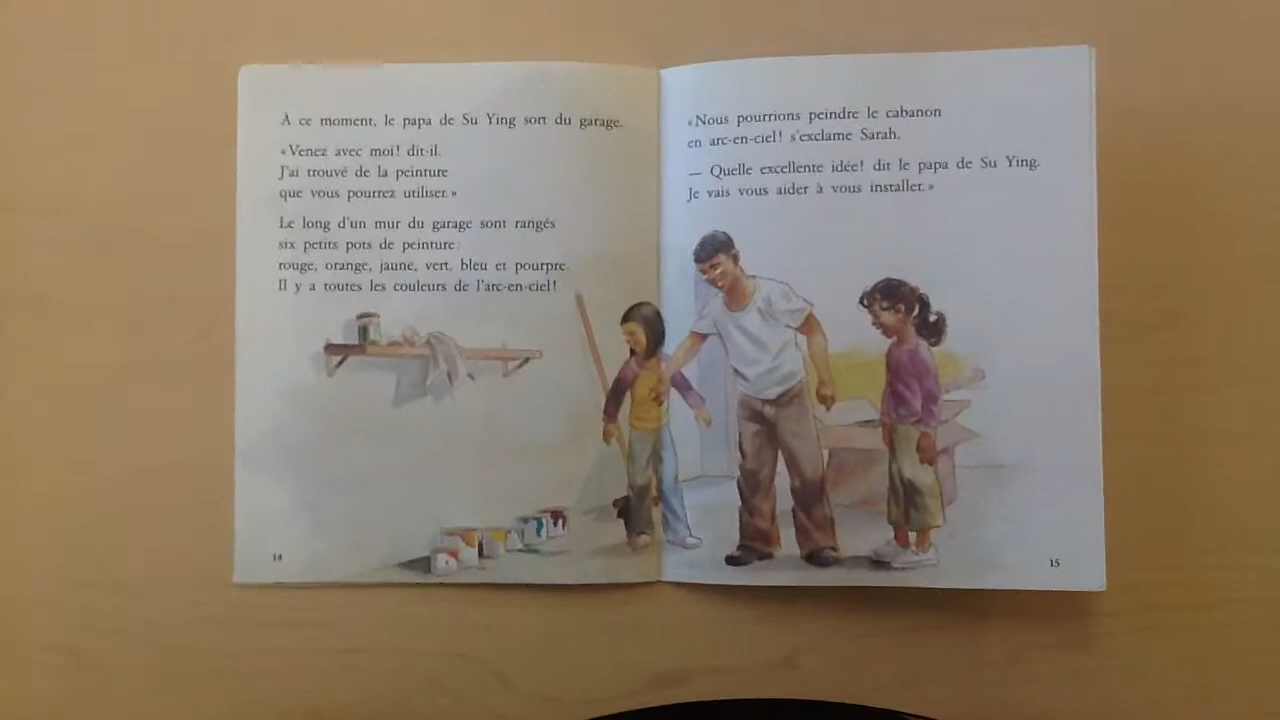 À ce moment, le papa de Su Ying sort du garage.
«Venez avec moi! dit-il.
J'ai trouvé de la peinture
que vous pourrez utiliser.»
Le long d'un mur du garage sont rangés
six petits pots de peinture:
rouge, orange, jaune, vert, bleu et pourpre.
Il y a toutes les couleurs de l'arc-en-ciel!
14
«Nous pourrions peindre le cabanon
en arc-en-ciel! s'exclame Sarah.
— Quelle excellente idée! dit le papa de Su Ying.
Je vais vous aider à vous installer.»
15